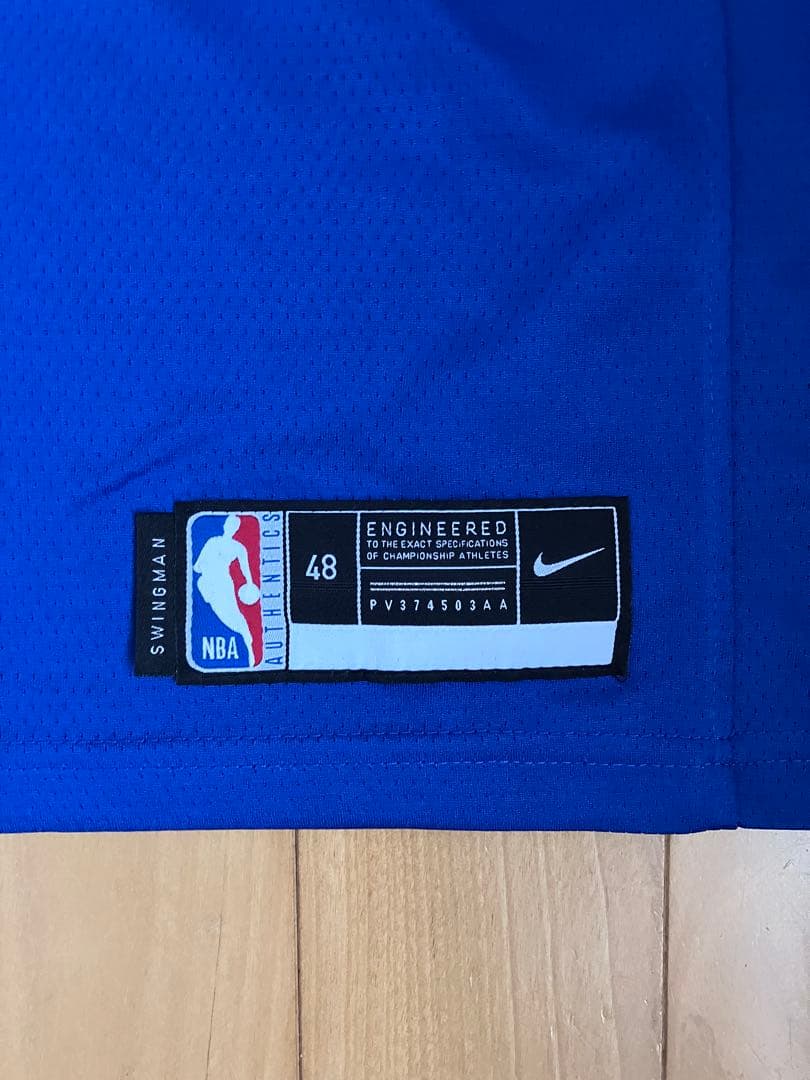 SWINGMAN
NBA
AUTHENTICS
48
ENGINEERED
TO THE EXACT SPECIFICATIONS
OF CHAMPIONSHIP ATHLETES
PV374503AA